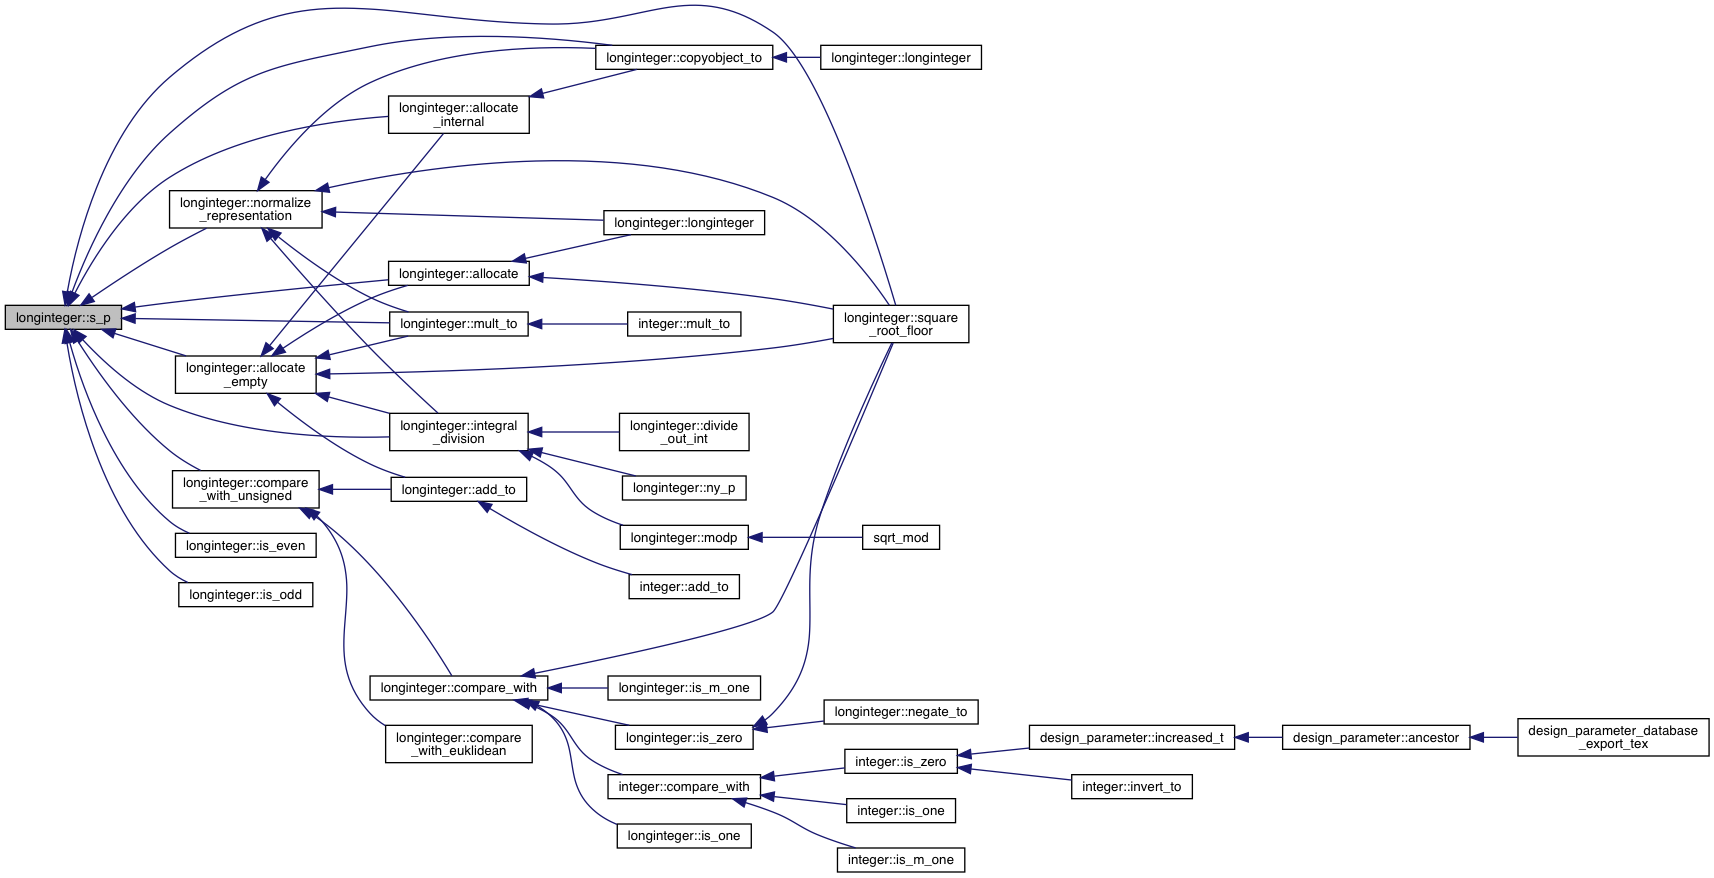 longinteger::copyobject_to
longinteger::longinteger
longinteger::allocate
_internal
longinteger::normalize
_representation
longinteger::longinteger
longinteger::allocate
longinteger::s_p
longinteger::mult_to
integer::mult_to
longinteger::square
_root_floor
longinteger::allocate
_empty
longinteger::integral
_division
longinteger::divide
_out_int
longinteger::compare
_with_unsigned
longinteger::add_to
longinteger::ny_p
longinteger::is_even
longinteger::modp
sqrt_mod
longinteger::is_odd
integer::add_to
longinteger::compare_with
longinteger::is_m_one
longinteger::negate_to
longinteger::compare
_with_euklidean
longinteger::is_zero
design_parameter::increased_t
design_parameter::ancestor
design_parameter_database
_export_tex
integer::is_zero
integer::compare_with
integer::invert_to
integer::is_one
longinteger::is_one
integer::is_m_one